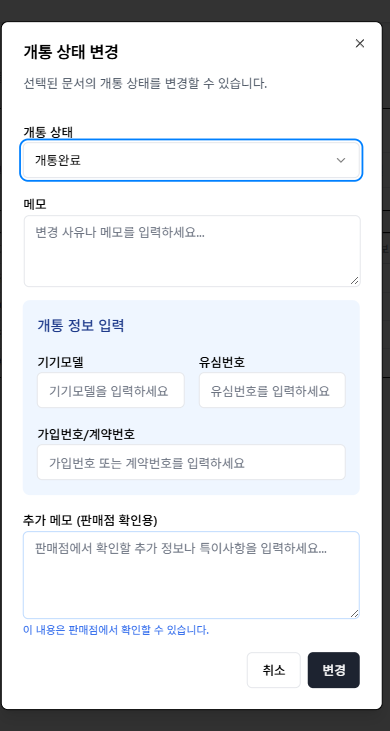 개통 상태 변경
선택된 문서의 개통 상태를 변경할 수 있습니다.
개통 상태
개통완료
메모
변경 사유나 메모를 입력하세요...
개통 정보 입력
기기모델
유심번호
기기모델을 입력하세요
유심번호를 입력하세요
가입번호/계약번호
가입번호 또는 계약번호를 입력하세요
추가 메모 (판매점 확인용)
판매점에서 확인할 추가 정보나 특이사항을 입력하세요...
이 내용은 판매점에서 확인할 수 있습니다.
취소
변경